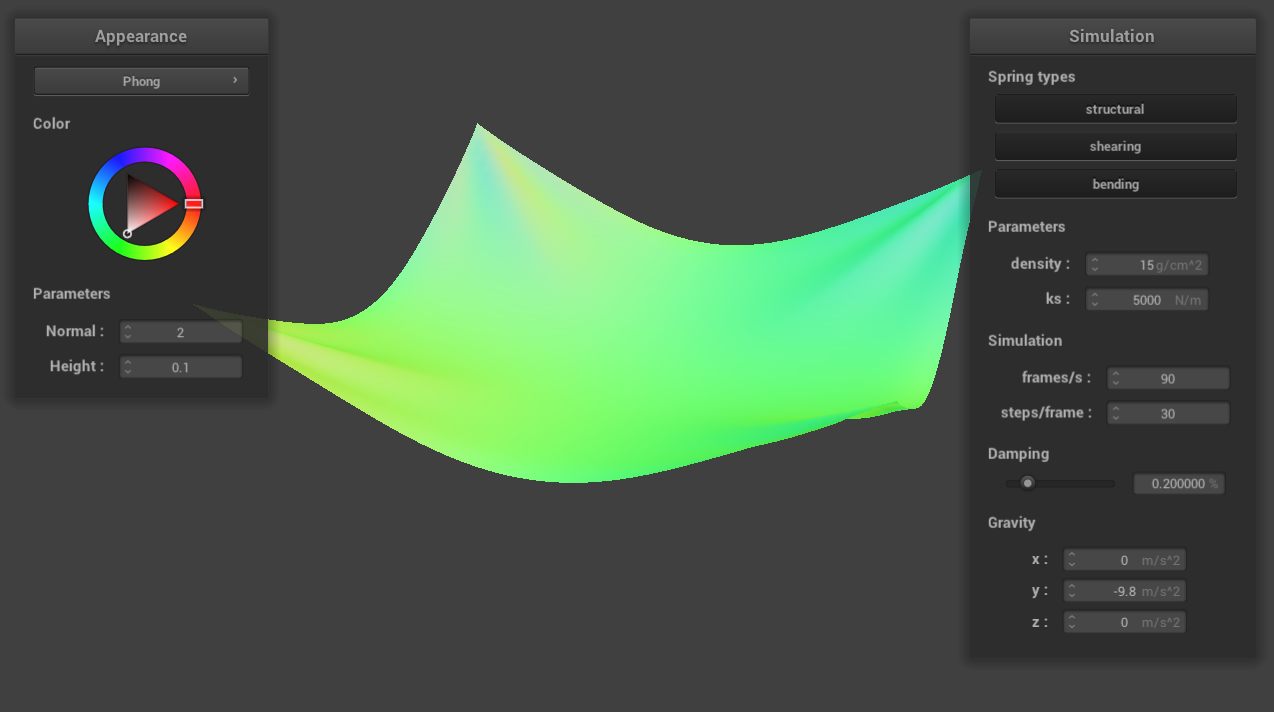 Appearance
Phong
Color
Parameters
Normal : 2
Height : 0.1
Simulation
Spring types
structural
shearing
bending
Parameters
density : 15 g/cm^2
ks : 5000 N/m
Simulation
frames/s : 90
steps/frame : 30
Damping
0.200000 %
Gravity
x : 0 m/s^2
y : -9.8 m/s^2
z : 0 m/s^2